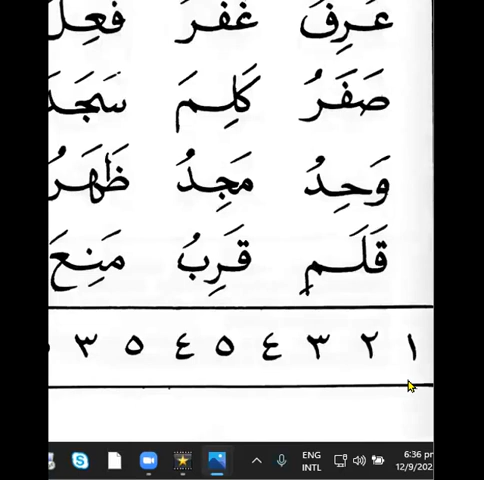 عَرِفَ غَفَرَ فَعِلَ
صَفَرُ كَلِمَ سَجَدَ
وَحِدُ مَجِدُ ظَهَرُ
قَلَمِ قَرِبُ مَنِعَ
١ ٢ ٣ ٤ ٥ ٤ ٥ ٣
ENG 6:36
INTL 12/9/202